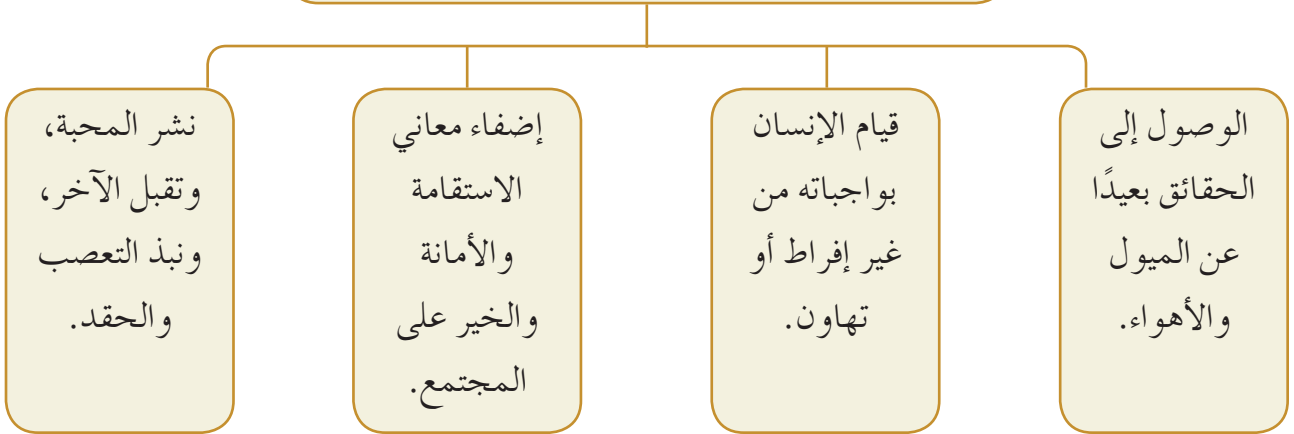 الوصول إلى
الحقائق بعيدًا
عن الميول
والأهواء.
قيام الإنسان
بواجباته من
غير إفراط أو
تهاون.
إضفاء معاني
الاستقامة
والأمانة
والخير على
المجتمع.
نشر المحبة،
وتقبل الآخر،
ونبذ التعصب
والحقد.